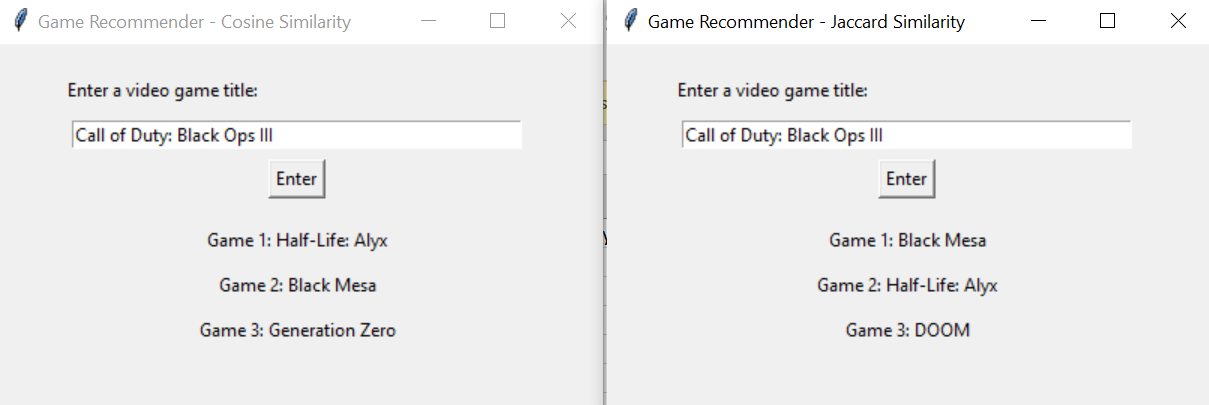 Game Recommender - Cosine Similarity
Enter a video game title:
Call of Duty: Black Ops III
Enter
Game 1: Half-Life: Alyx
Game 2: Black Mesa
Game 3: Generation Zero
Game Recommender - Jaccard Similarity
Enter a video game title:
Call of Duty: Black Ops III
Enter
Game 1: Black Mesa
Game 2: Half-Life: Alyx
Game 3: DOOM